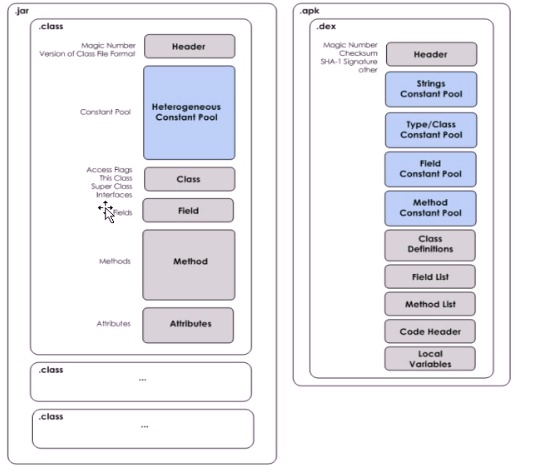 .jar
.class
Magic Number
Version of Class File Format
Header
Constant Pool
Heterogeneous
Constant Pool
Access Flags
This Class
Super Class
Interfaces
Class
Fields
Field
Methods
Method
Attributes
Attributes
.class
...
.class
...
.apk
.dex
Magic Number
Checksum
SHA-1 Signature
other
Header
Strings
Constant Pool
Type/Class
Constant Pool
Field
Constant Pool
Method
Constant Pool
Class
Definitions
Field List
Method List
Code Header
Local
Variables